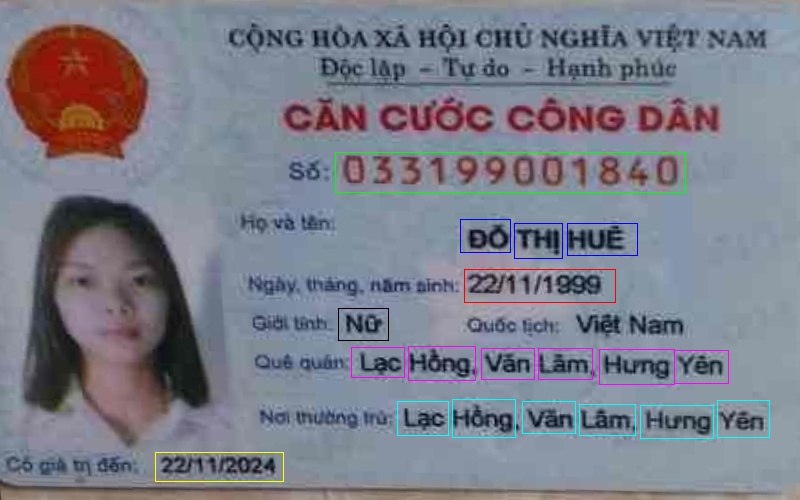 CỘNG HÒA XÃ HỘI CHỦ NGHĨA VIỆT NAM
Độc lập - Tự do - Hạnh phúc
CĂN CƯỚC CÔNG DÂN
Số: 033199001840
Họ và tên: ĐỖ THỊ HUÊ
Ngày, tháng, năm sinh: 22/11/1999
Giới tính: Nữ Quốc tịch: Việt Nam
Quê quán: Lạc Hồng, Văn Lâm, Hưng Yên
Nơi thường trú: Lạc Hồng, Văn Lâm, Hưng Yên
Có giá trị đến: 22/11/2024